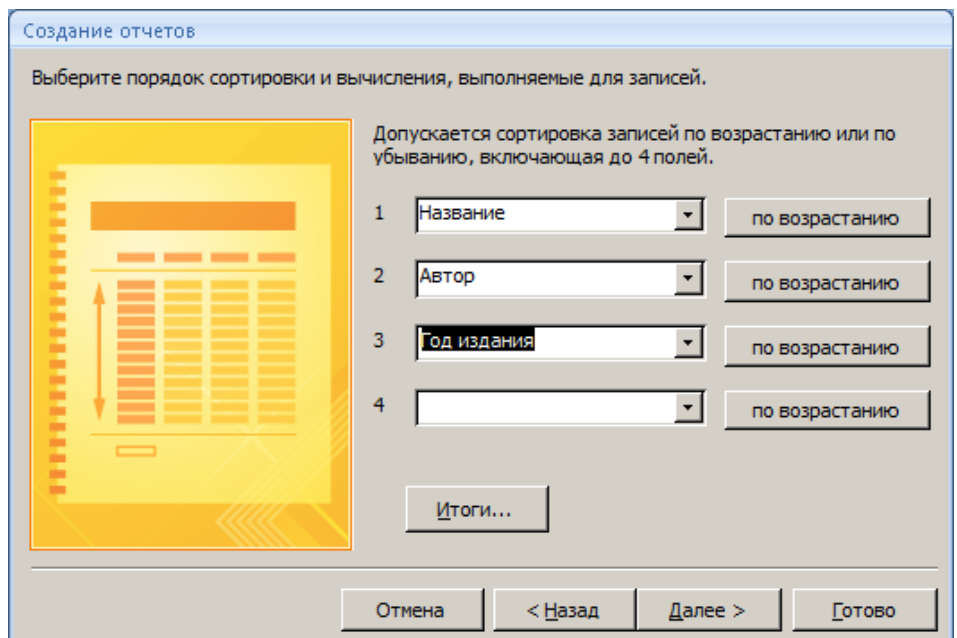 Создание отчетов
Выберите порядок сортировки и вычисления, выполняемые для записей.
Допускается сортировка записей по возрастанию или по
убыванию, включающая до 4 полей.
1 Название по возрастанию
2 Автор по возрастанию
3 Год издания по возрастанию
4 по возрастанию
Итоги...
Отмена < Назад Далее > Готово